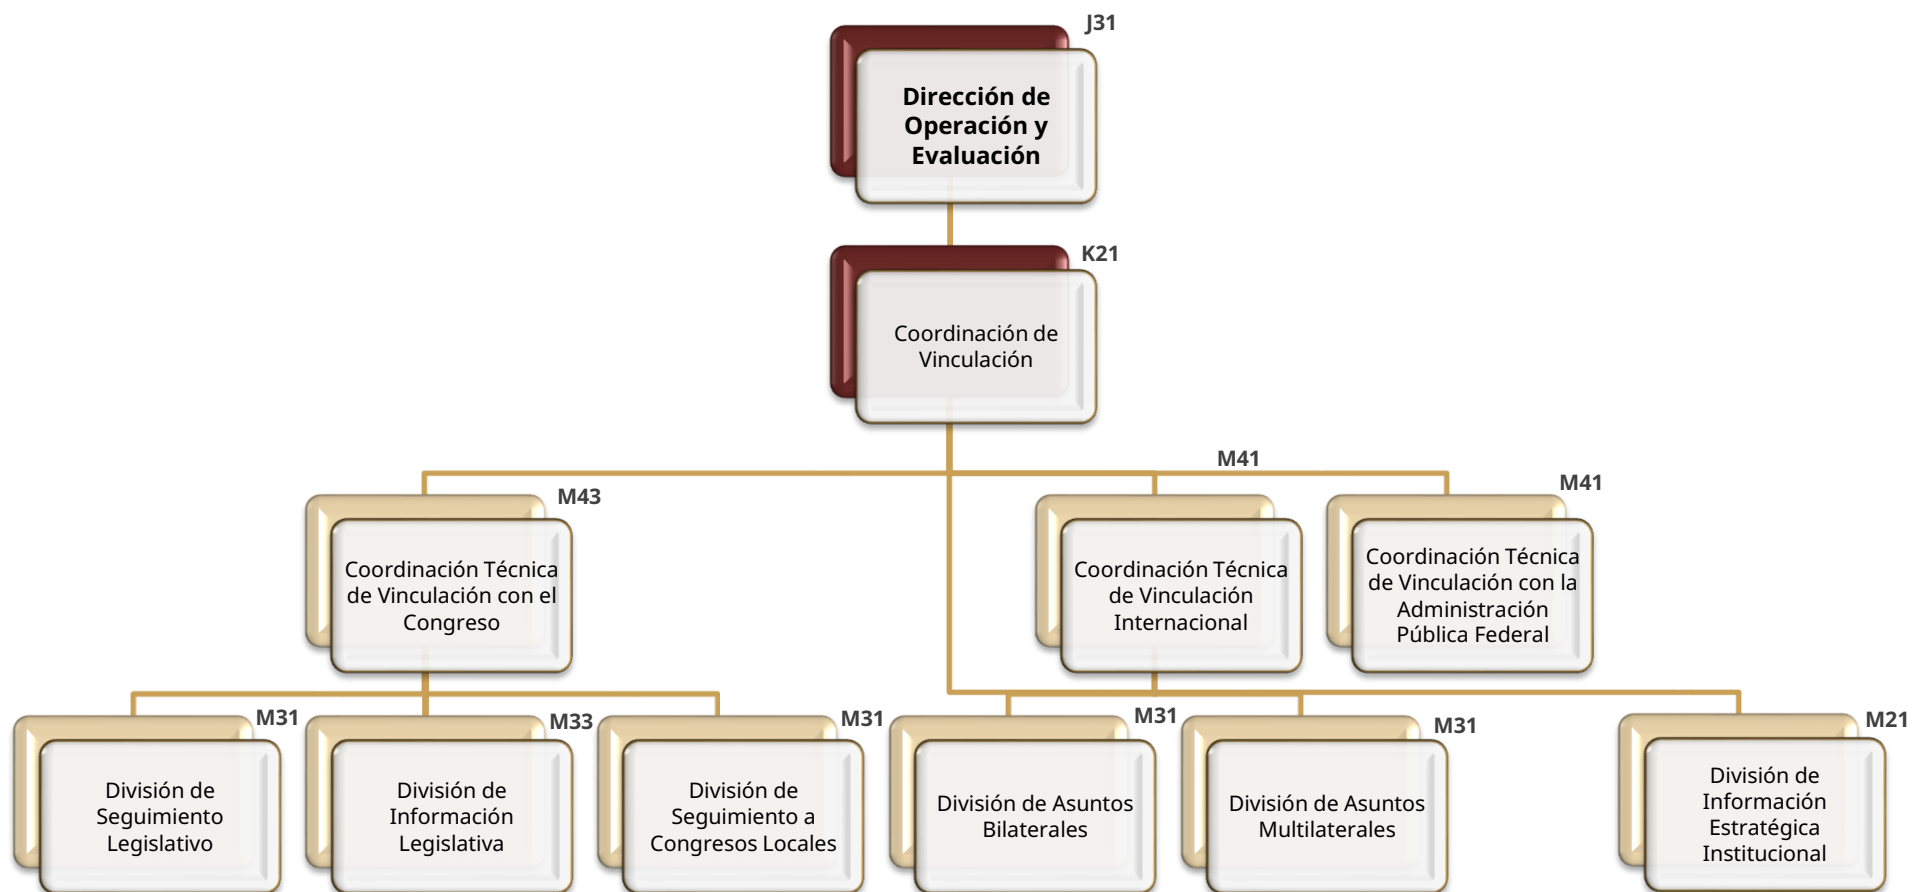 J31
Dirección de
Operación y
Evaluación
K21
Coordinación de
Vinculación
M43
Coordinación Técnica
de Vinculación con el
Congreso
M41
Coordinación Técnica
de Vinculación
Internacional
M41
Coordinación Técnica
de Vinculación con la
Administración
Pública Federal
M31
División de
Seguimiento
Legislativo
M33
División de
Información
Legislativa
M31
División de
Seguimiento a
Congresos Locales
M31
División de Asuntos
Bilaterales
M31
División de Asuntos
Multilaterales
M21
División de
Información
Estratégica
Institucional